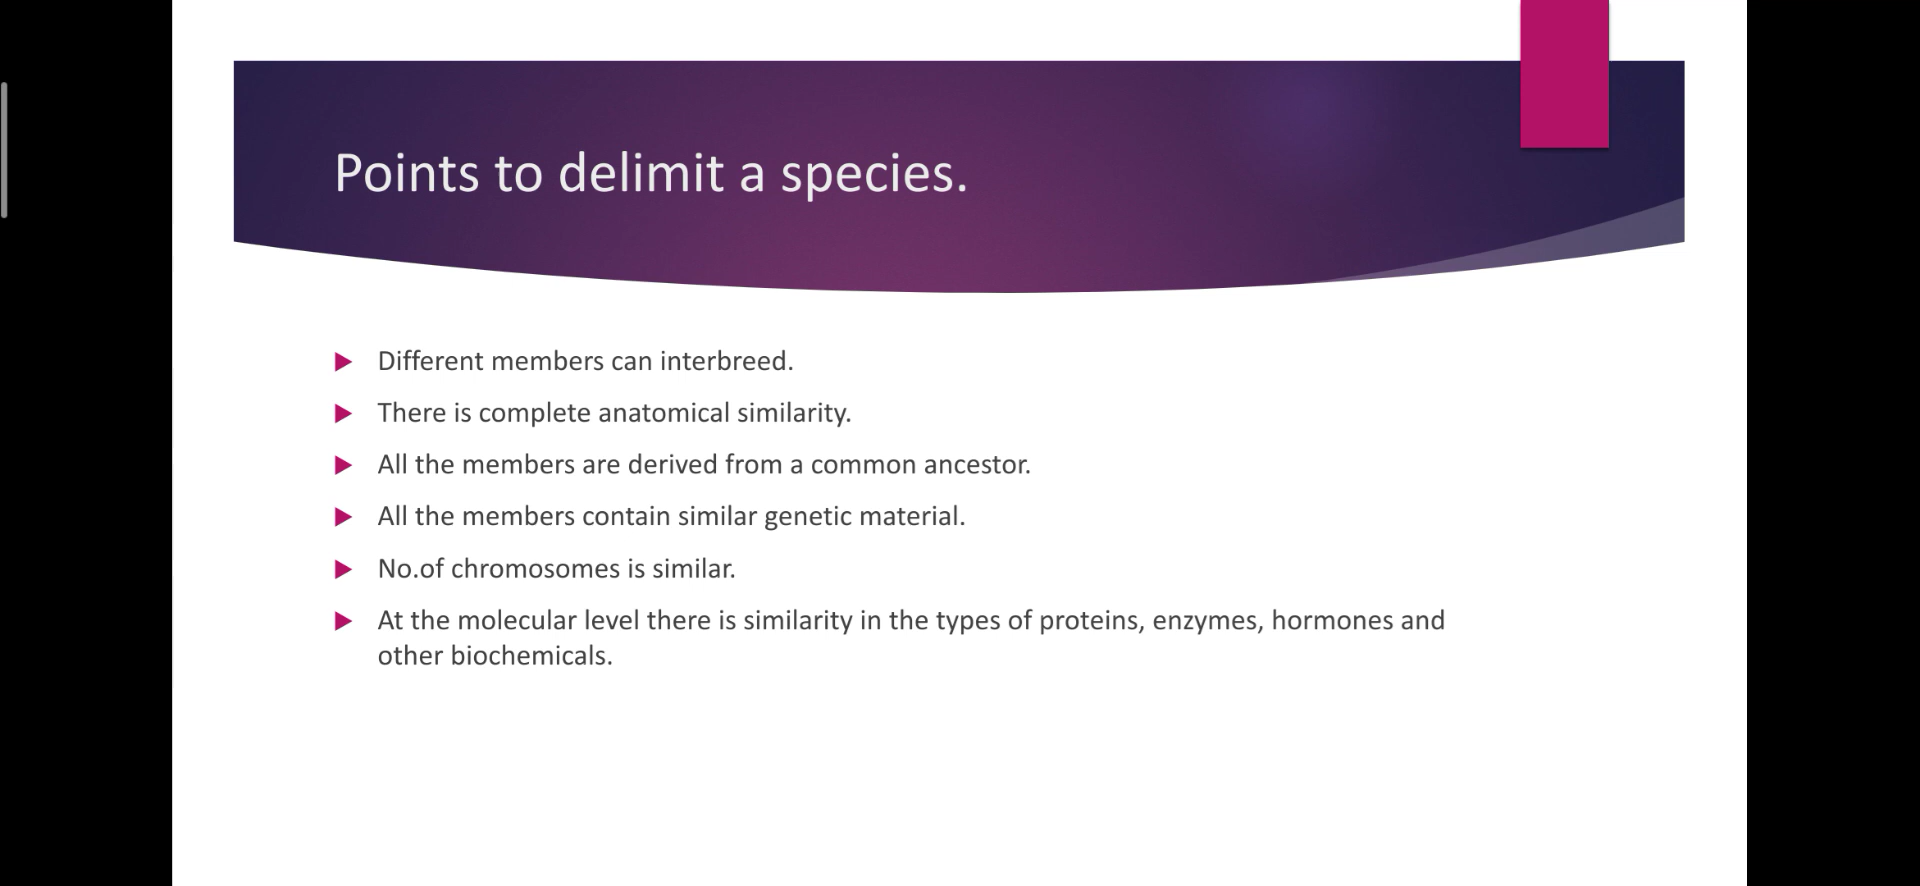 Points to delimit a species.
Different members can interbreed.
There is complete anatomical similarity.
All the members are derived from a common ancestor.
All the members contain similar genetic material.
No.of chromosomes is similar.
At the molecular level there is similarity in the types of proteins, enzymes, hormones and
other biochemicals.